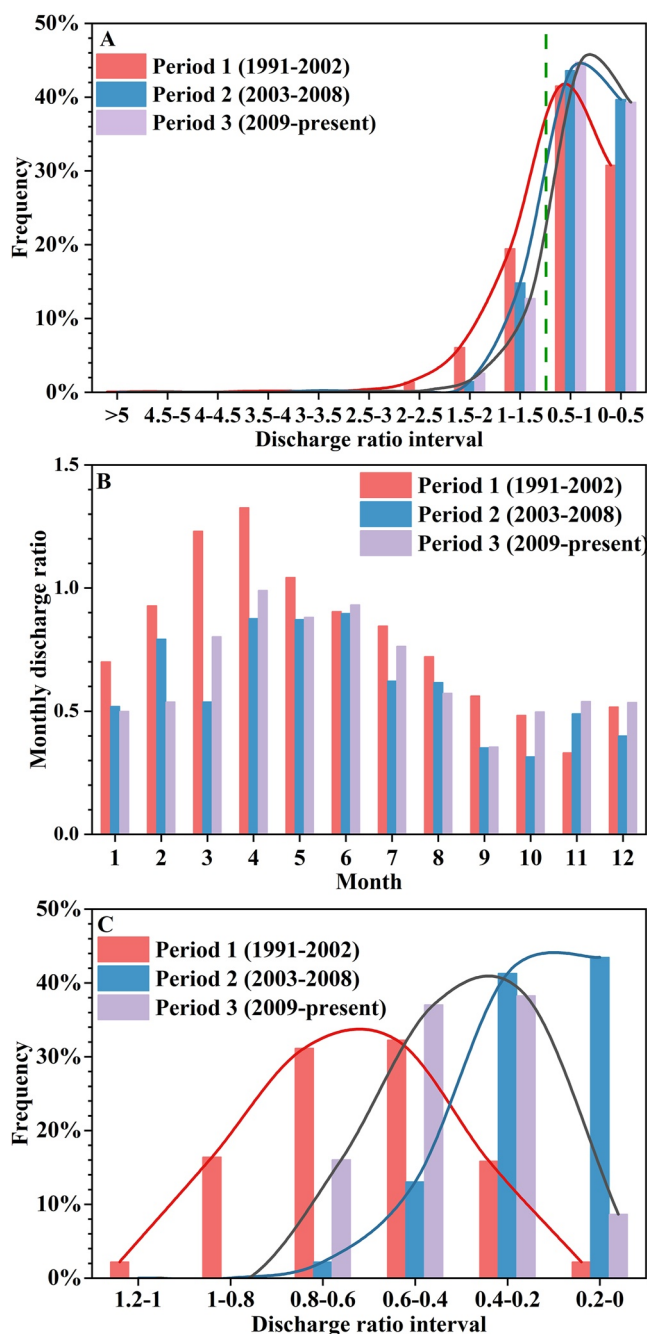 50%
A
Period 1 (1991-2002)
Period 2 (2003-2008)
Period 3 (2009-present)
40%
30%
20%
10%
0%
Frequency
>5 4.5-5 4-4.5 3.5-4 3-3.5 2.5-3 2-2.5 1.5-2 1-1.5 0.5-1 0-0.5
Discharge ratio interval
1.5
B
Period 1 (1991-2002)
Period 2 (2003-2008)
Period 3 (2009-present)
1.0
0.5
0.0
Monthly discharge ratio
1 2 3 4 5 6 7 8 9 10 11 12
Month
50%
C
Period 1 (1991-2002)
Period 2 (2003-2008)
Period 3 (2009-present)
40%
30%
20%
10%
0%
Frequency
1.2-1 1-0.8 0.8-0.6 0.6-0.4 0.4-0.2 0.2-0
Discharge ratio interval